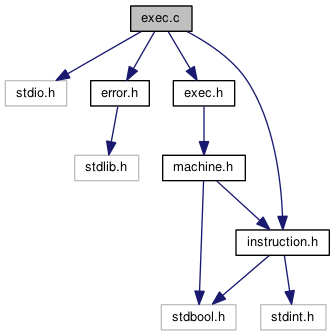 exec.c
stdio.h
error.h
exec.h
stdlib.h
machine.h
instruction.h
stdbool.h
stdint.h